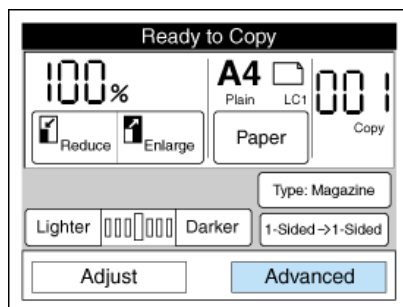 Ready to Copy
100%
A4
Plain LC1
001
Copy
Reduce Enlarge
Paper
Type: Magazine
Lighter Darker
1-Sided→1-Sided
Adjust Advanced